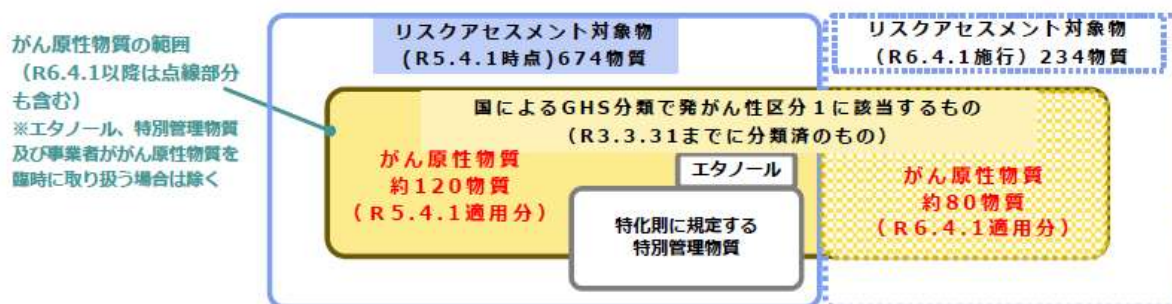 がん原性物質の範囲
（R6.4.1以降は点線部分
も含む）
※エタノール、特別管理物質
及び事業者ががん原性物質を
臨時に取り扱う場合は除く
リスクアセスメント対象物
(R5.4.1時点)674物質
リスクアセスメント対象物
（R6.4.1施行）234物質
国によるGHS分類で発がん性区分１に該当するもの
（R3.3.31までに分類済のもの）
がん原性物質
約120物質
（R5.4.1適用分）
エタノール
特化則に規定する
特別管理物質
がん原性物質
約80物質
（R6.4.1適用分）